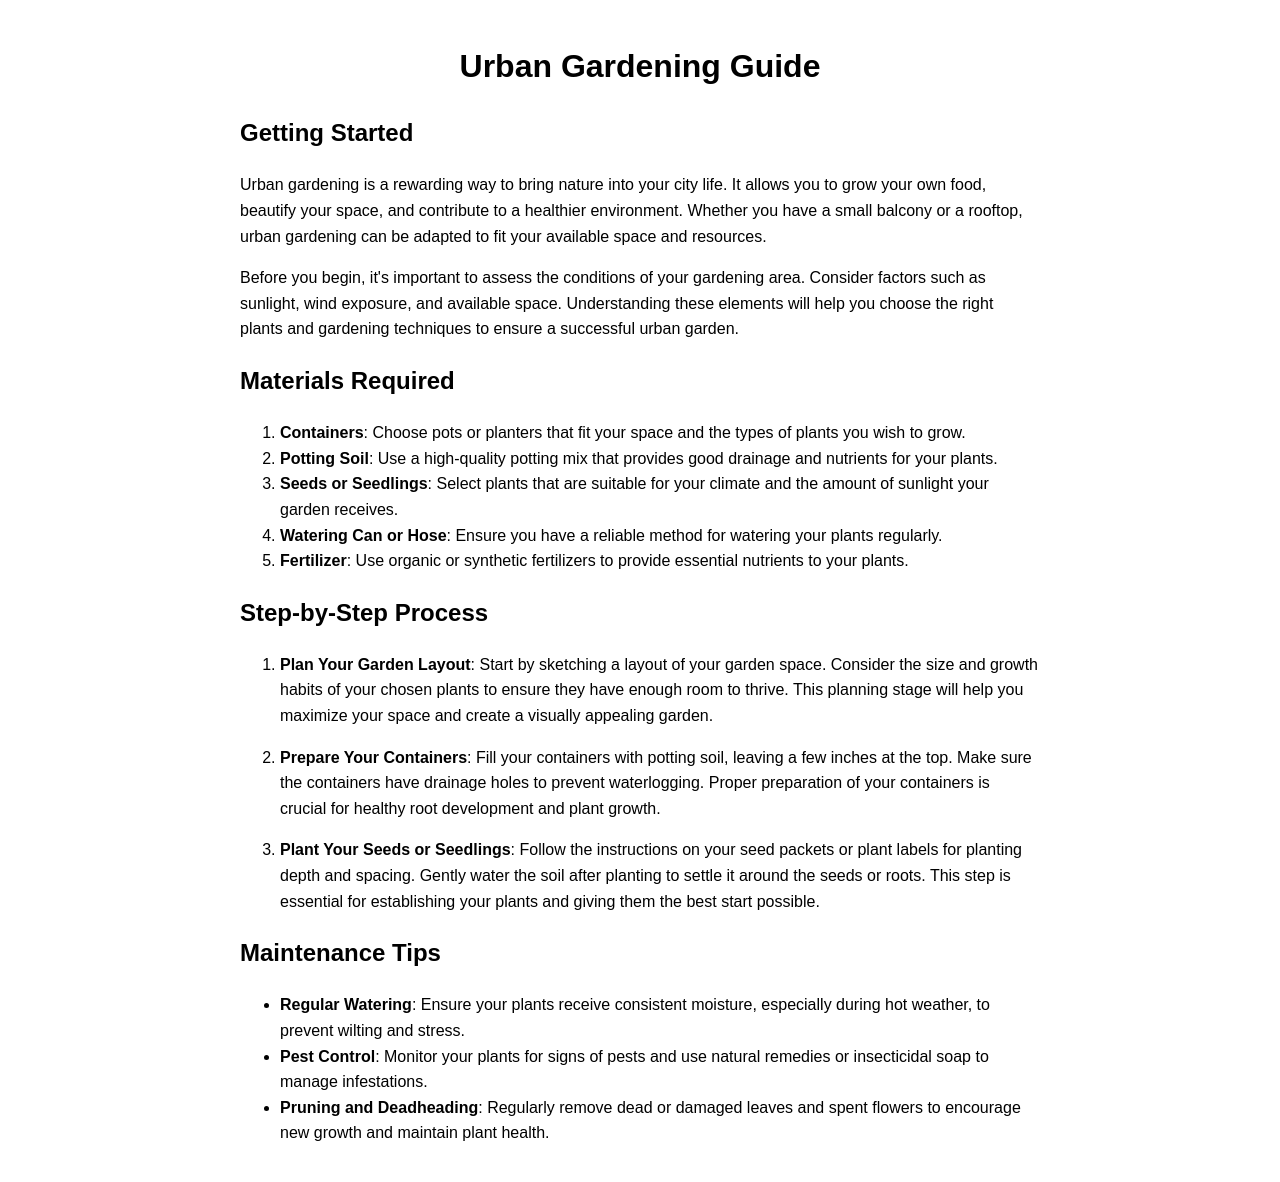 Urban Gardening Guide
Getting Started
Urban gardening is a rewarding way to bring nature into your city life. It allows you to grow your own food,
beautify your space, and contribute to a healthier environment. Whether you have a small balcony or a rooftop,
urban gardening can be adapted to fit your available space and resources.
Before you begin, it's important to assess the conditions of your gardening area. Consider factors such as
sunlight, wind exposure, and available space. Understanding these elements will help you choose the right
plants and gardening techniques to ensure a successful urban garden.
Materials Required
1. Containers: Choose pots or planters that fit your space and the types of plants you wish to grow.
2. Potting Soil: Use a high-quality potting mix that provides good drainage and nutrients for your plants.
3. Seeds or Seedlings: Select plants that are suitable for your climate and the amount of sunlight your
garden receives.
4. Watering Can or Hose: Ensure you have a reliable method for watering your plants regularly.
5. Fertilizer: Use organic or synthetic fertilizers to provide essential nutrients to your plants.
Step-by-Step Process
1. Plan Your Garden Layout: Start by sketching a layout of your garden space. Consider the size and growth
habits of your chosen plants to ensure they have enough room to thrive. This planning stage will help you
maximize your space and create a visually appealing garden.
2. Prepare Your Containers: Fill your containers with potting soil, leaving a few inches at the top. Make sure
the containers have drainage holes to prevent waterlogging. Proper preparation of your containers is
crucial for healthy root development and plant growth.
3. Plant Your Seeds or Seedlings: Follow the instructions on your seed packets or plant labels for planting
depth and spacing. Gently water the soil after planting to settle it around the seeds or roots. This step is
essential for establishing your plants and giving them the best start possible.
Maintenance Tips
• Regular Watering: Ensure your plants receive consistent moisture, especially during hot weather, to
prevent wilting and stress.
• Pest Control: Monitor your plants for signs of pests and use natural remedies or insecticidal soap to
manage infestations.
• Pruning and Deadheading: Regularly remove dead or damaged leaves and spent flowers to encourage
new growth and maintain plant health.